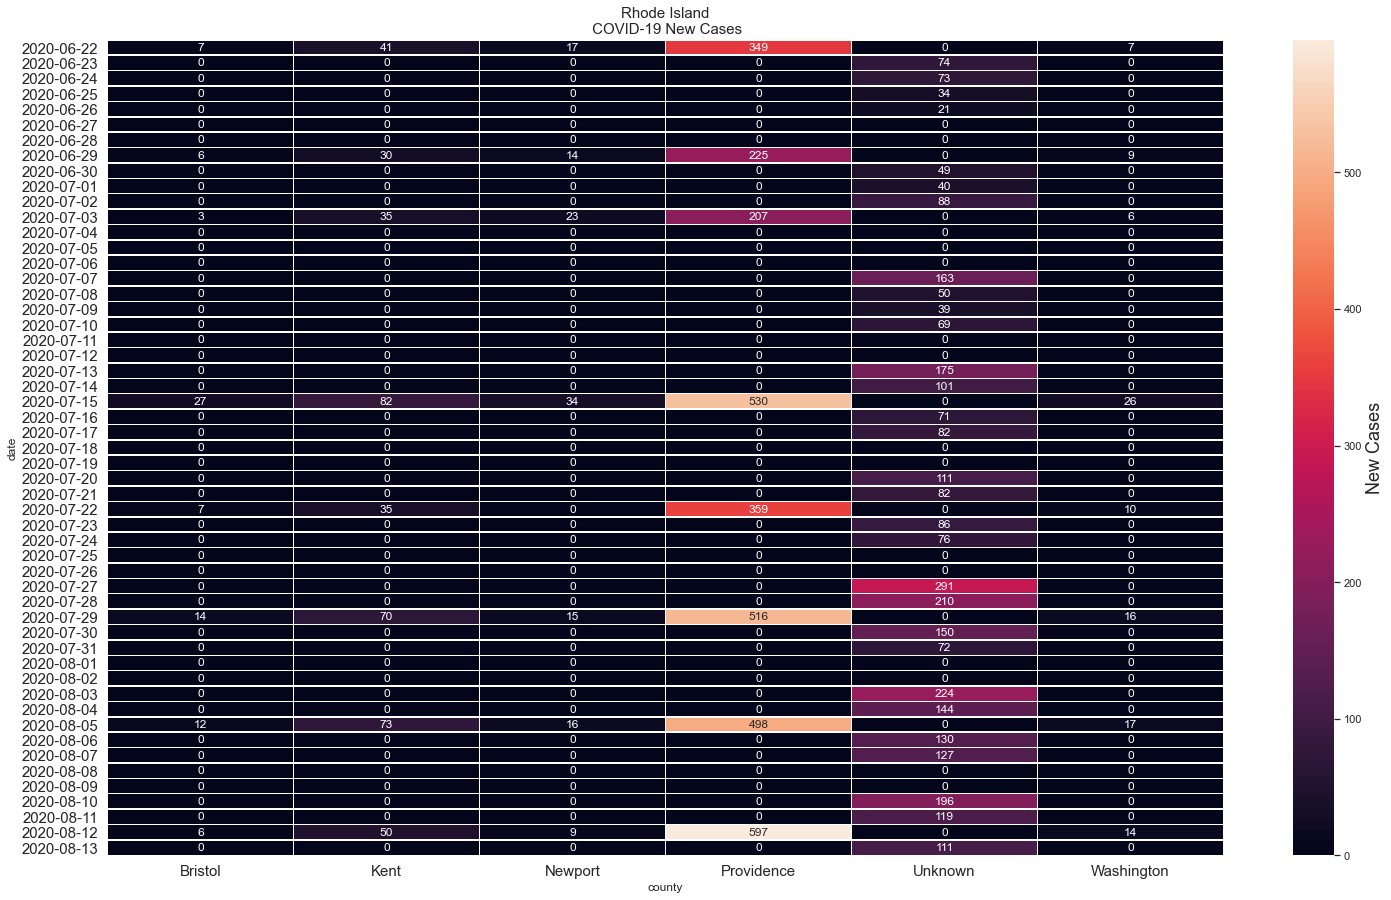 Rhode Island
COVID-19 New Cases
2020-06-22 7 41 17 349 0 7
2020-06-23 0 0 0 0 74 0
2020-06-24 0 0 0 0 73 0
2020-06-25 0 0 0 0 34 0
2020-06-26 0 0 0 0 21 0
2020-06-27 0 0 0 0 0 0
2020-06-28 0 0 0 0 0 0
2020-06-29 6 30 14 225 0 9
2020-06-30 0 0 0 0 49 0
2020-07-01 0 0 0 0 40 0
2020-07-02 0 0 0 0 88 0
2020-07-03 3 35 23 207 0 6
2020-07-04 0 0 0 0 0 0
2020-07-05 0 0 0 0 0 0
2020-07-06 0 0 0 0 0 0
2020-07-07 0 0 0 0 163 0
2020-07-08 0 0 0 0 50 0
2020-07-09 0 0 0 0 39 0
2020-07-10 0 0 0 0 69 0
2020-07-11 0 0 0 0 0 0
2020-07-12 0 0 0 0 0 0
2020-07-13 0 0 0 0 175 0
2020-07-14 0 0 0 0 101 0
2020-07-15 27 82 34 530 0 26
2020-07-16 0 0 0 0 71 0
2020-07-17 0 0 0 0 82 0
2020-07-18 0 0 0 0 0 0
2020-07-19 0 0 0 0 0 0
2020-07-20 0 0 0 0 111 0
2020-07-21 0 0 0 0 82 0
2020-07-22 7 35 0 359 0 10
2020-07-23 0 0 0 0 86 0
2020-07-24 0 0 0 0 76 0
2020-07-25 0 0 0 0 0 0
2020-07-26 0 0 0 0 0 0
2020-07-27 0 0 0 0 291 0
2020-07-28 0 0 0 0 210 0
2020-07-29 14 70 15 516 0 16
2020-07-30 0 0 0 0 150 0
2020-07-31 0 0 0 0 72 0
2020-08-01 0 0 0 0 0 0
2020-08-02 0 0 0 0 0 0
2020-08-03 0 0 0 0 224 0
2020-08-04 0 0 0 0 144 0
2020-08-05 12 73 16 498 0 17
2020-08-06 0 0 0 0 130 0
2020-08-07 0 0 0 0 127 0
2020-08-08 0 0 0 0 0 0
2020-08-09 0 0 0 0 0 0
2020-08-10 0 0 0 0 196 0
2020-08-11 0 0 0 0 119 0
2020-08-12 6 50 9 597 0 14
2020-08-13 0 0 0 0 111 0
Bristol Kent Newport Providence Unknown Washington
county
date
500
400
300
200
100
0
New Cases